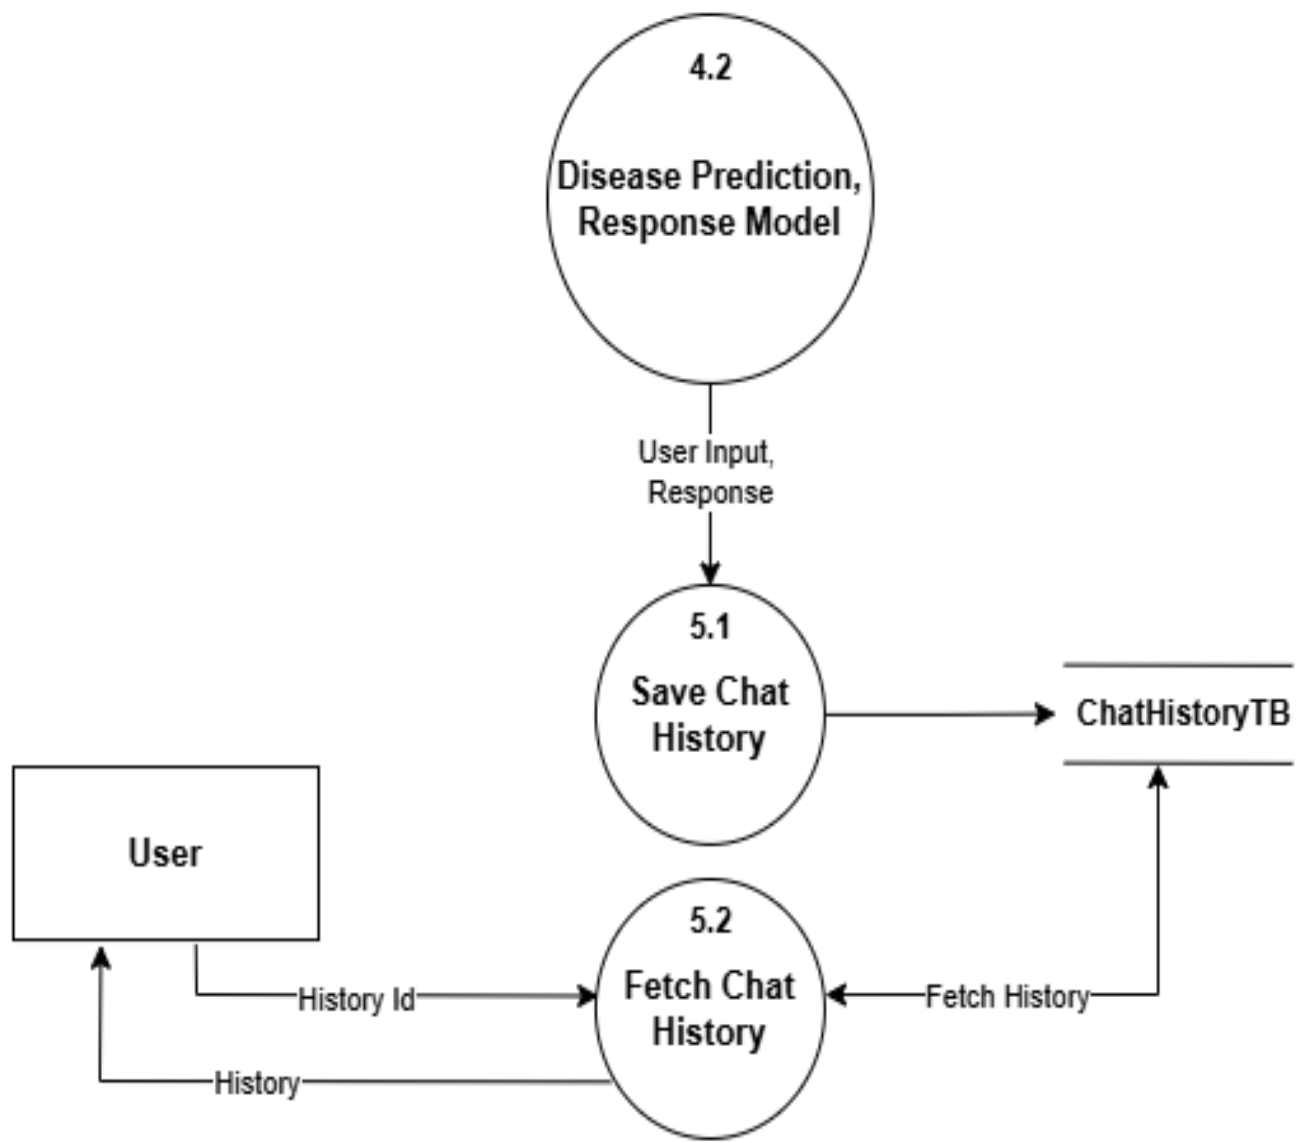 4.2
Disease Prediction,
Response Model
User Input,
Response
5.1
Save Chat
History
ChatHistoryTB
User
5.2
Fetch Chat
History
History Id
Fetch History
History